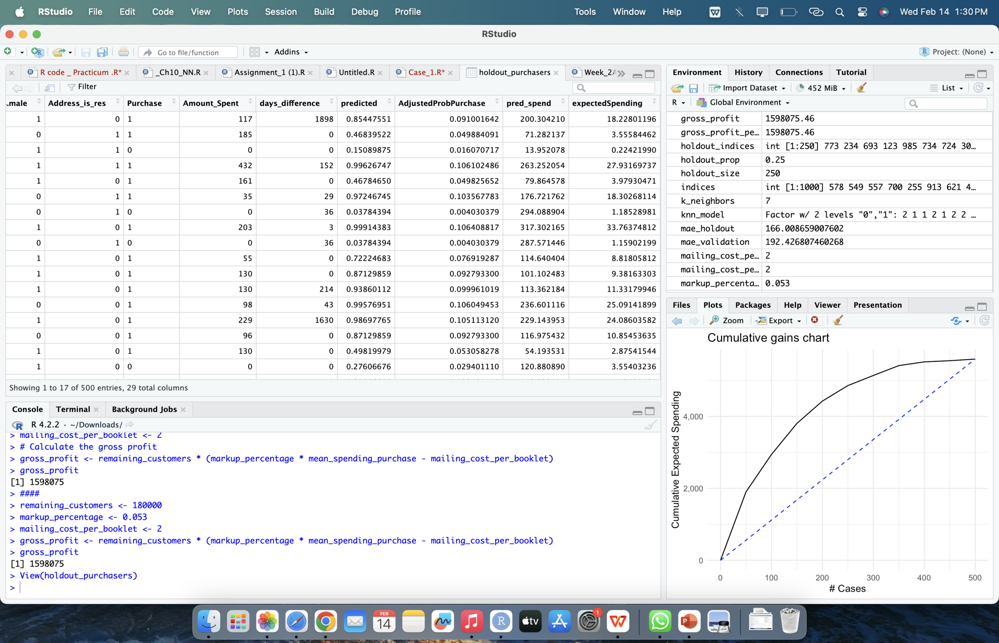 RStudio File Edit Code View Plots Session Build Debug Profile Tools Window Help Wed Feb 14 1:30 PM
RStudio
Go to file/function Addins Project: (None)
R code _ Practicum .R* _Ch10_NN.R Assignment_1 (1).R Untitled.R Case_1.R* holdout_purchasers Week_2A
Filter
.male Address_is_res Purchase Amount_Spent days_difference predicted AdjustedProbPurchase pred_spend expectedSpending
1 0 1 117 1898 0.85447551 0.091001642 200.304210 18.22801196
0 1 1 185 0 0.46839522 0.049884091 71.282137 3.55584462
1 1 0 0 0 0.15089875 0.016070717 13.952078 0.22421990
1 1 1 432 152 0.99626747 0.106102486 263.252054 27.93169737
1 0 1 161 0 0.46784650 0.049825652 79.864578 3.97930471
0 1 1 35 29 0.97246745 0.103567783 176.721762 18.30268114
0 1 0 0 36 0.03784394 0.004030379 294.088904 1.18528981
1 0 1 203 3 0.99914383 0.106408817 317.302165 33.76374812
0 1 0 0 36 0.03784394 0.004030379 287.571446 1.15902199
1 0 1 55 0 0.72224683 0.076919287 114.640404 8.81805812
1 0 1 130 0 0.87129859 0.092793300 101.102483 9.38163303
1 0 1 130 214 0.93860112 0.099961019 113.362184 11.33179946
0 0 1 98 43 0.99576951 0.106049453 236.601116 25.09141899
1 0 1 229 1630 0.98697765 0.105113120 229.143953 24.08603582
0 0 1 96 0 0.87129859 0.092793300 116.975432 10.85453635
1 0 1 130 0 0.49819979 0.053058278 54.193531 2.87541544
1 0 0 0 0 0.27606676 0.029401110 120.880890 3.55403236
Showing 1 to 17 of 500 entries, 29 total columns
Console Terminal Background Jobs
R 4.2.2 · ~/Downloads/
> mailing_cost_per_booklet <- 2
> # Calculate the gross profit
> gross_profit <- remaining_customers * (markup_percentage * mean_spending_purchase - mailing_cost_per_booklet)
> gross_profit
[1] 1598075
> ####
> remaining_customers <- 180000
> markup_percentage <- 0.053
> mailing_cost_per_booklet <- 2
> gross_profit <- remaining_customers * (markup_percentage * mean_spending_purchase - mailing_cost_per_booklet)
> gross_profit
[1] 1598075
> View(holdout_purchasers)
>
Environment History Connections Tutorial
Import Dataset 452 MiB List
R Global Environment
gross_profit 1598075.46
gross_profit_pe… 1598075.46
holdout_indices int [1:250] 773 234 693 123 985 734 724 30…
holdout_prop 0.25
holdout_size 250
indices int [1:1000] 578 549 557 700 255 913 621 4…
k_neighbors 7
knn_model Factor w/ 2 levels "0","1": 2 1 1 2 1 2 2 …
mae_holdout 166.008659007602
mae_validation 192.426807460268
mailing_cost_pe… 2
mailing_cost_pe… 2
markup_percenta… 0.053
Files Plots Packages Help Viewer Presentation
Zoom Export
Cumulative gains chart
Cumulative Expected Spending
4,000
2,000
0
0 100 200 300 400 500
# Cases
FEB
14
R
tv
1
P